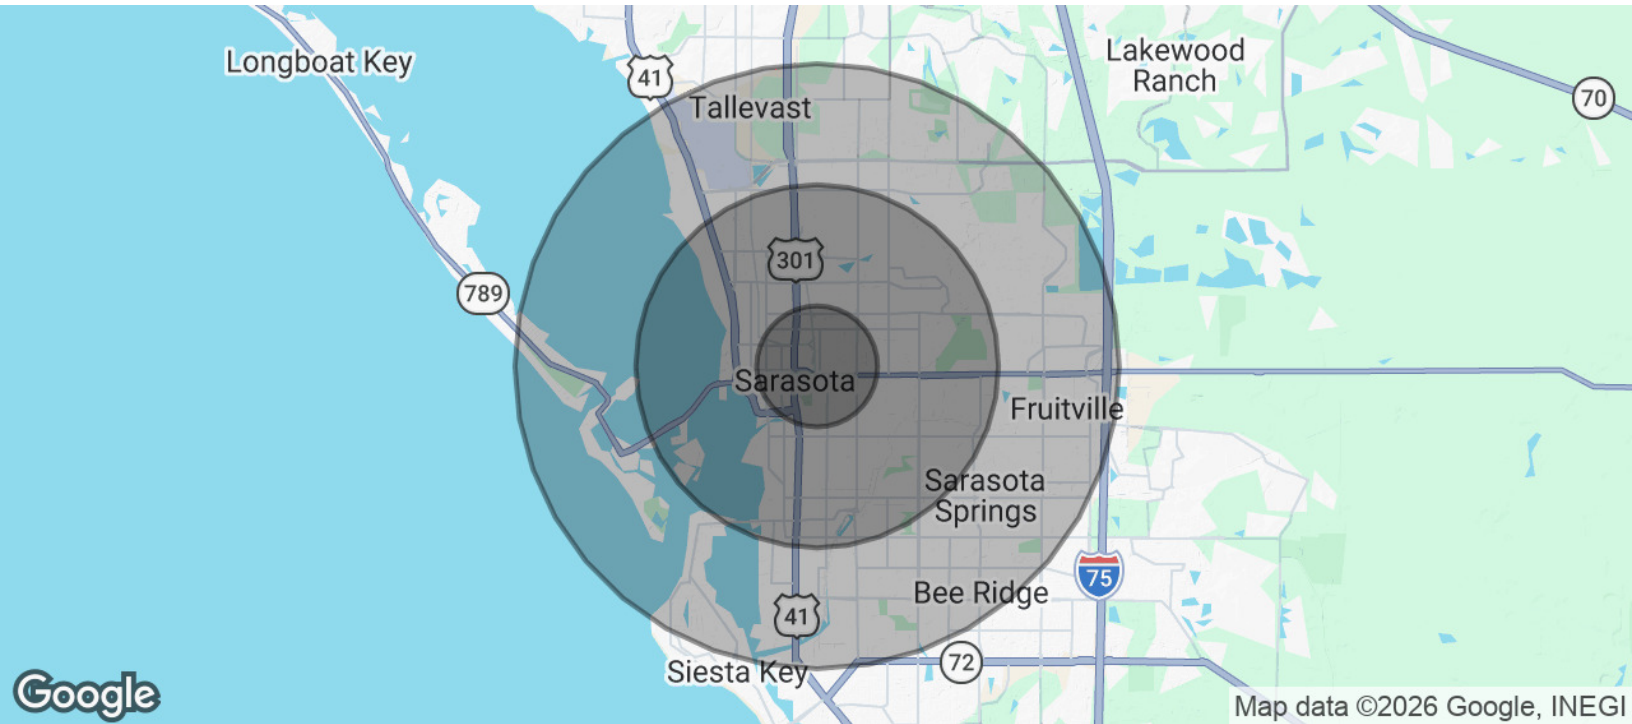 Longboat Key
41
Tallevast
Lakewood
Ranch
70
301
789
Sarasota
Fruitville
Sarasota
Springs
75
Bee Ridge
41
72
Siesta Key
Google
Map data ©2026 Google, INEGI